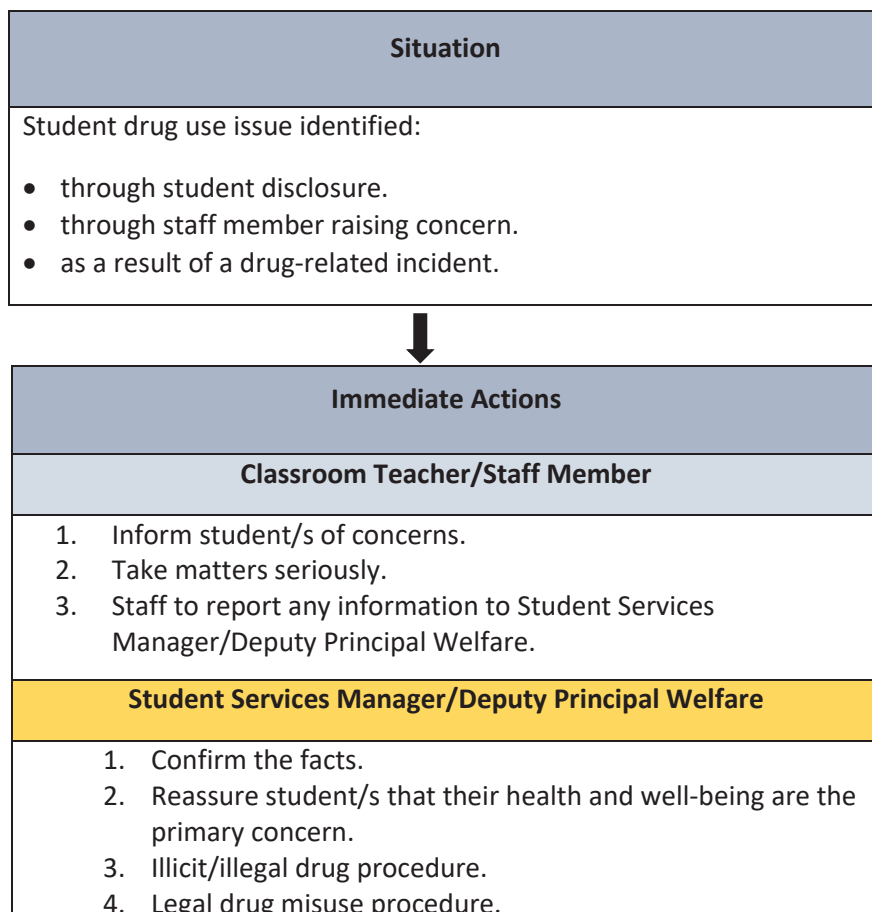 Situation
Student drug use issue identified:
• through student disclosure.
• through staff member raising concern.
• as a result of a drug-related incident.
Immediate Actions
Classroom Teacher/Staff Member
1. Inform student/s of concerns.
2. Take matters seriously.
3. Staff to report any information to Student Services
Manager/Deputy Principal Welfare.
Student Services Manager/Deputy Principal Welfare
1. Confirm the facts.
2. Reassure student/s that their health and well-being are the
primary concern.
3. Illicit/illegal drug procedure.
4. Legal drug misuse procedure.